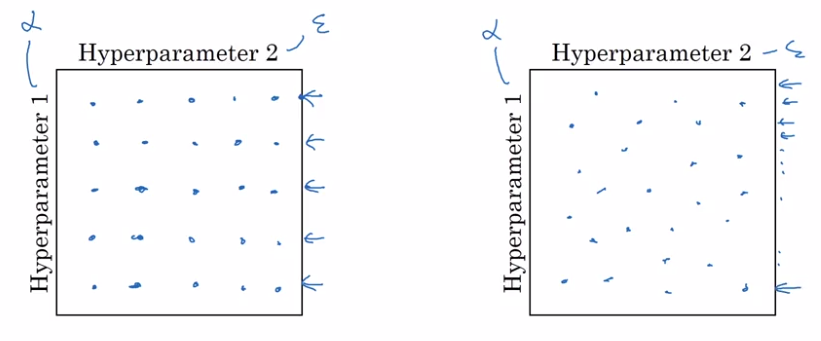 α
ε
Hyperparameter 2
Hyperparameter 1
α
Hyperparameter 2
ε
Hyperparameter 1